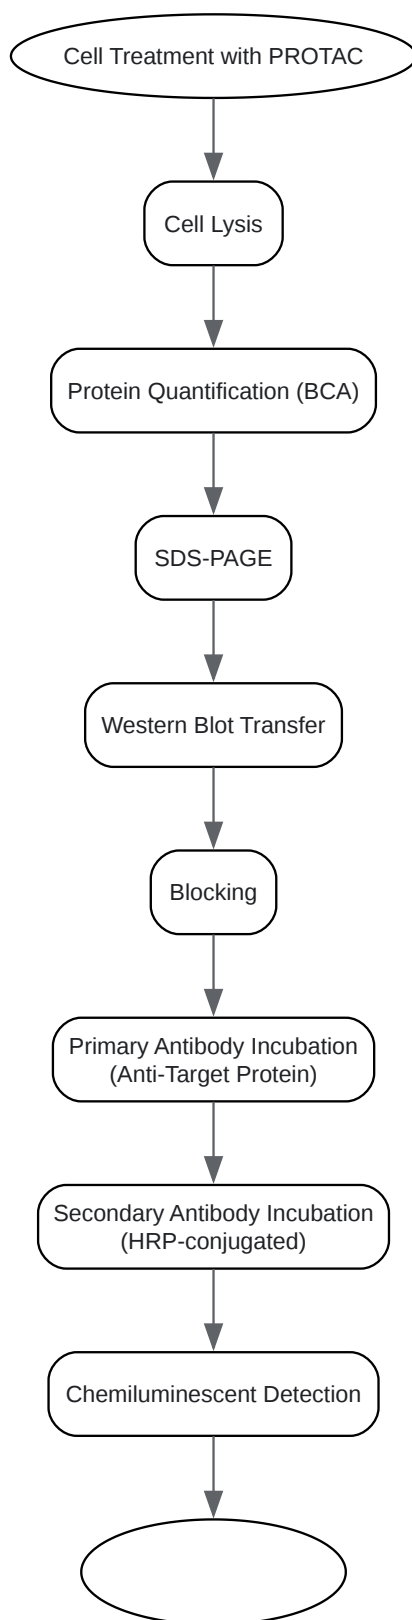 Cell Treatment with PROTAC
Cell Lysis
Protein Quantification (BCA)
SDS-PAGE
Western Blot Transfer
Blocking
Primary Antibody Incubation
(Anti-Target Protein)
Secondary Antibody Incubation
(HRP-conjugated)
Chemiluminescent Detection